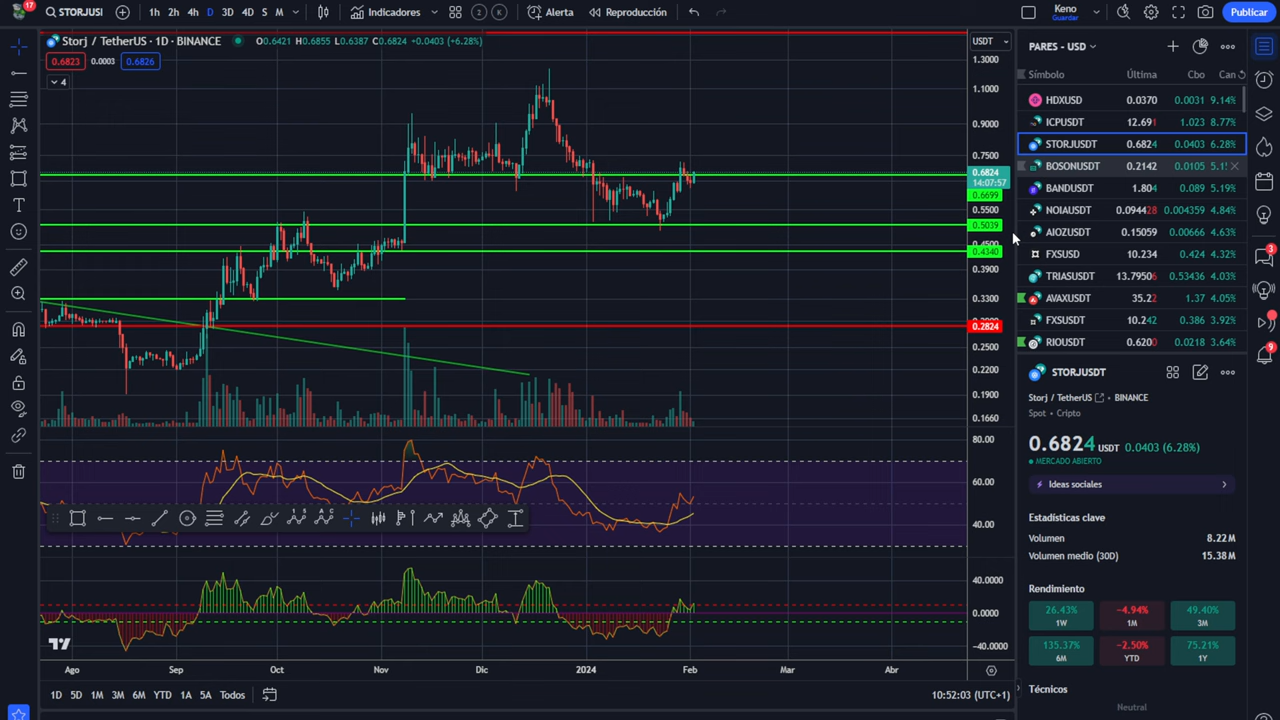 17 STORJUSI 1h 2h 4h D 3D 4D S M Indicadores 2 K Alerta Reproducción Keno Guardar Publicar
Storj / TetherUS · 1D · BINANCE O0.6421 H0.6855 L0.6387 C0.6824 +0.0403 (+6.28%)
0.6823 0.0003 0.6826
4
USDT
1.3000
1.1000
0.9000
0.7500
0.6824
14:07:57
0.6699
0.5500
0.5039
0.4500
0.4340
0.3900
0.3300
0.2824
0.2500
0.2200
0.1900
0.1660
80.00
60.00
40.00
40.0000
0.0000
−40.0000
Ago Sep Oct Nov Dic 2024 Feb Mar Abr
1D 5D 1M 3M 6M YTD 1A 5A Todos 10:52:03 (UTC+1)
PARES - USD
Símbolo Última Cbo Can
HDXUSD 0.0370 0.0031 9.14%
ICPUSDT 12.691 1.023 8.77%
STORJUSDT 0.6824 0.0403 6.28%
BOSONUSDT 0.2142 0.0105 5.1
BANDUSDT 1.804 0.089 5.19%
NOIAUSDT 0.094428 0.004359 4.84%
AIOZUSDT 0.15059 0.00666 4.63%
FXSUSD 10.234 0.424 4.32%
TRIASUSDT 13.79506 0.53436 4.03%
AVAXUSDT 35.22 1.37 4.05%
FXSUSDT 10.242 0.386 3.92%
RIOUSDT 0.6200 0.0218 3.64%
STORJUSDT
Storj / TetherUS · BINANCE
Spot • Cripto
0.6824 USDT 0.0403 (6.28%)
MERCADO ABIERTO
Ideas sociales
Estadísticas clave
Volumen 8.22M
Volumen medio (30D) 15.38M
Rendimiento
26.43% −4.94% 49.40%
1W 1M 3M
135.37% −2.50% 75.21%
6M YTD 1Y
Técnicos
Neutral
3
9